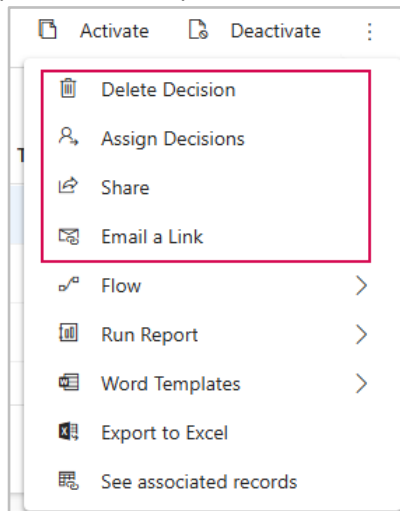 Activate Deactivate
Delete Decision
Assign Decisions
Share
Email a Link
Flow
Run Report
Word Templates
Export to Excel
See associated records